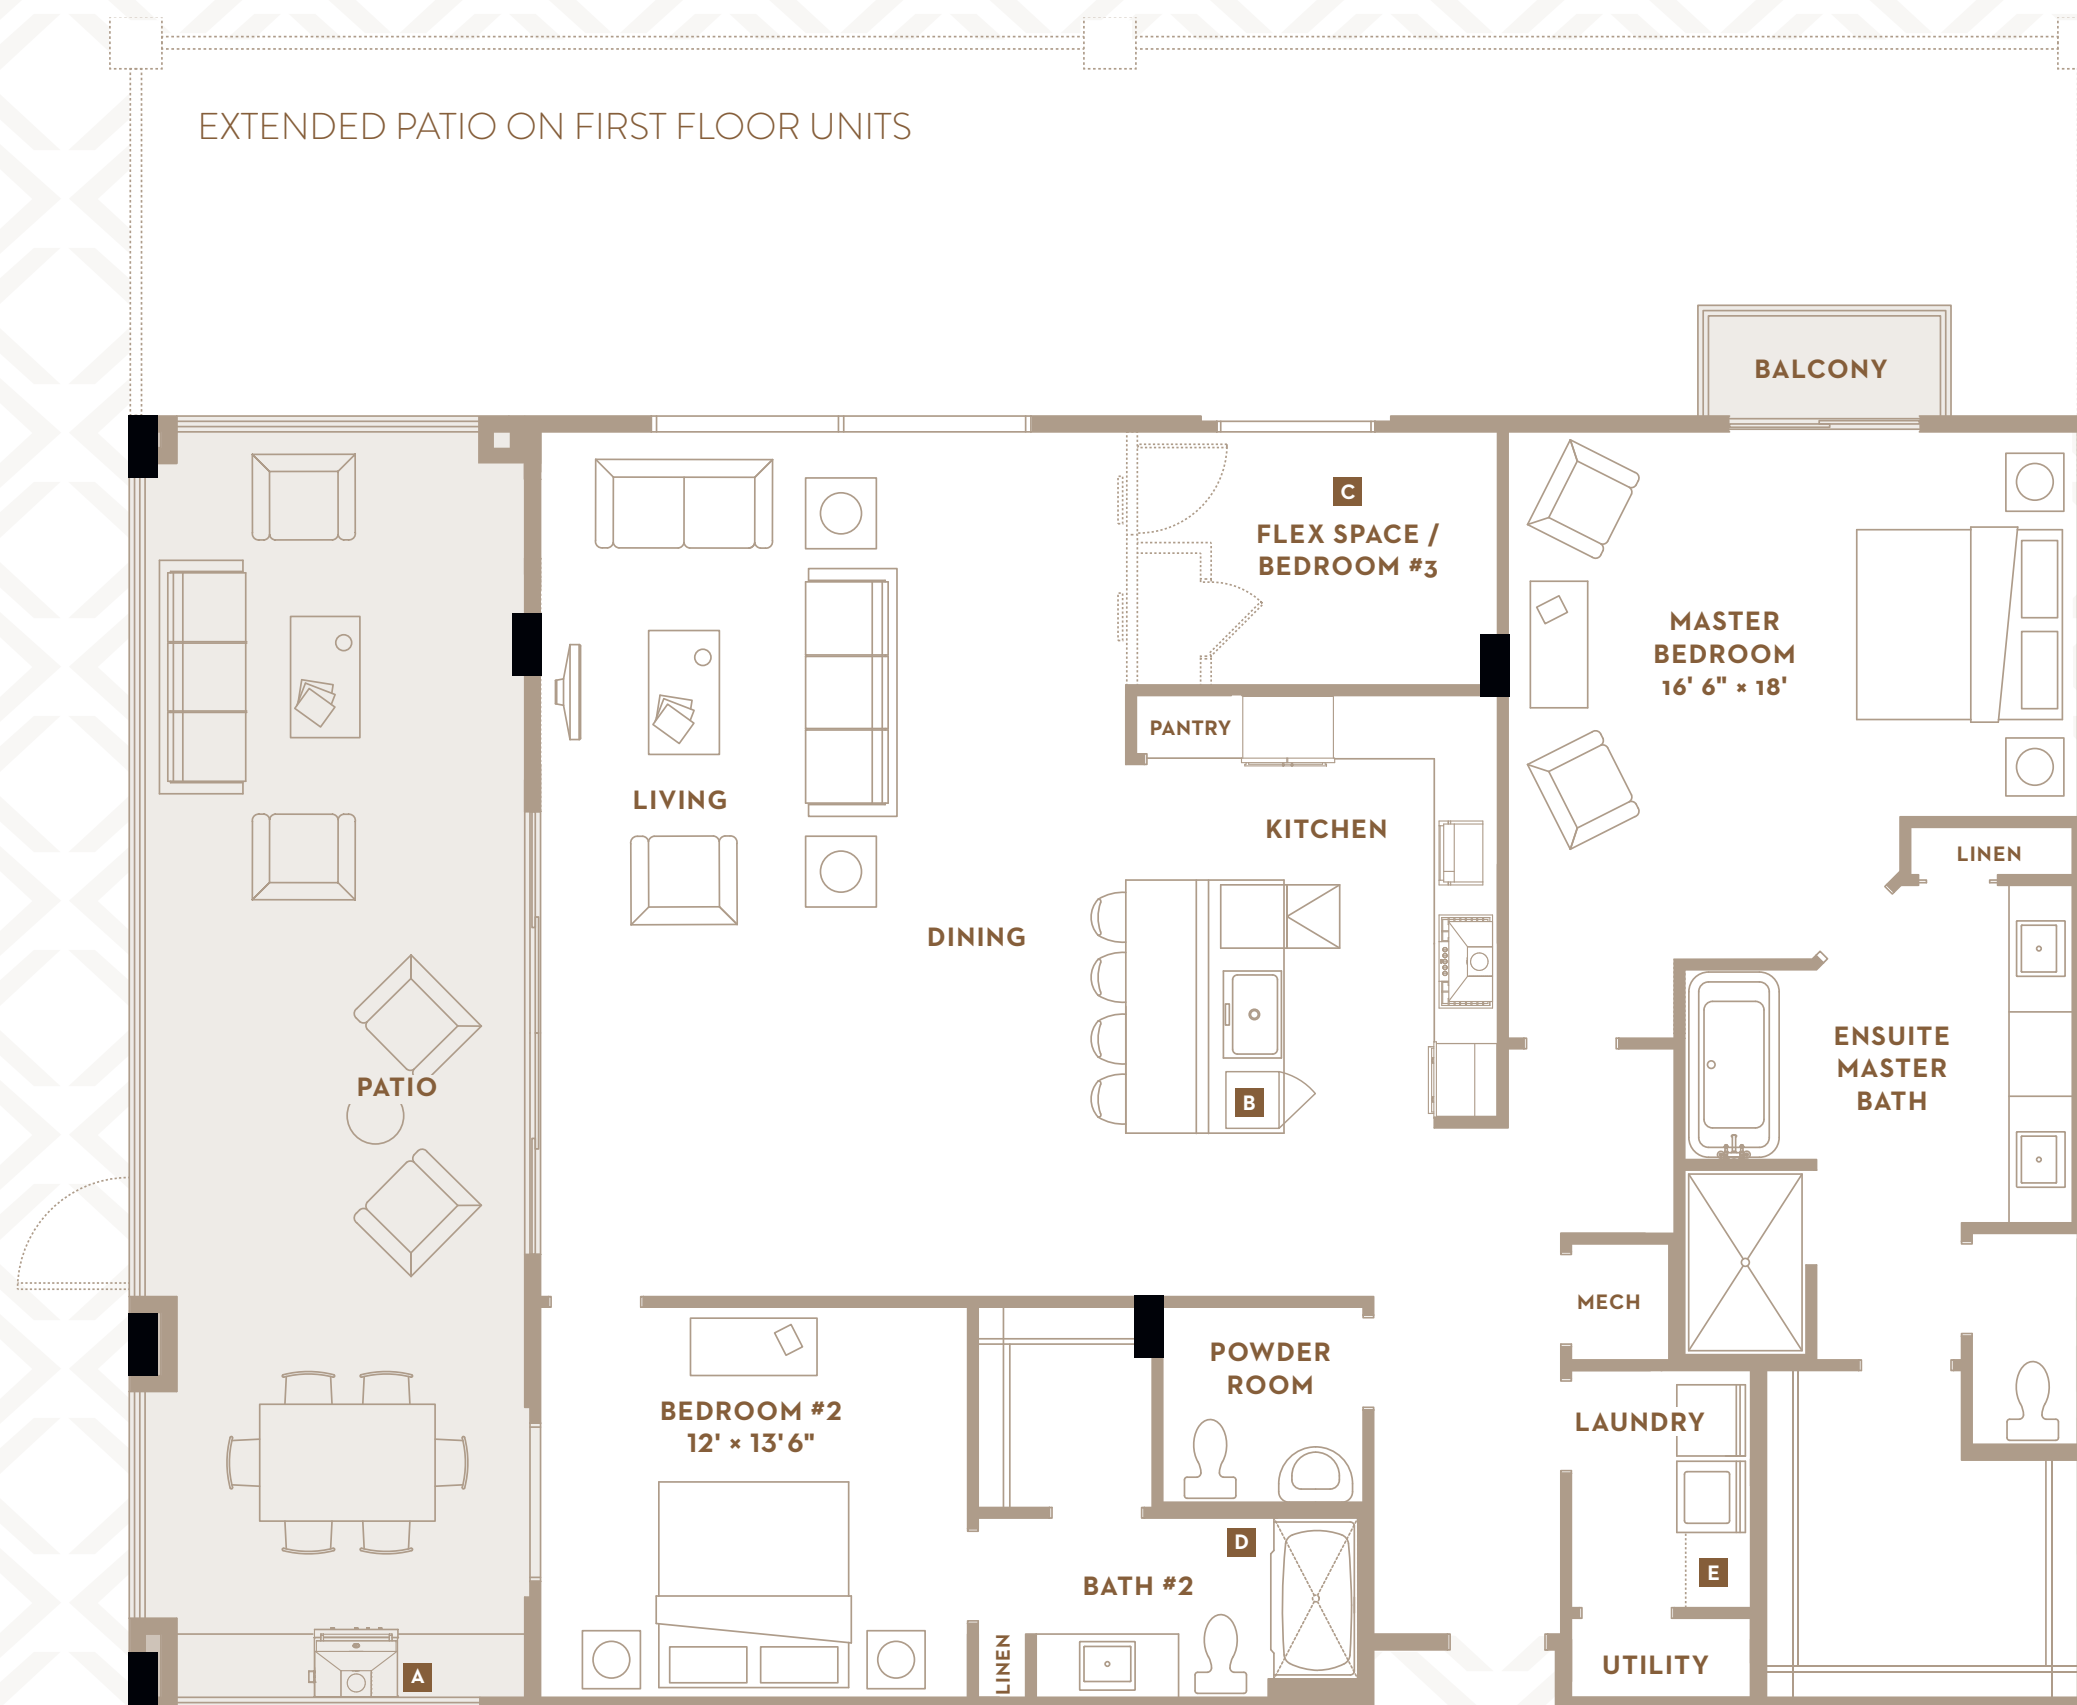 EXTENDED PATIO ON FIRST FLOOR UNITS
BALCONY
C
FLEX SPACE /
BEDROOM #3
MASTER
BEDROOM
16' 6" × 18'
PANTRY
LIVING
KITCHEN
LINEN
DINING
ENSUITE
MASTER
BATH
PATIO
B
MECH
POWDER
ROOM
BEDROOM #2
12' × 13'6"
LAUNDRY
D
BATH #2
E
LINEN
UTILITY
A